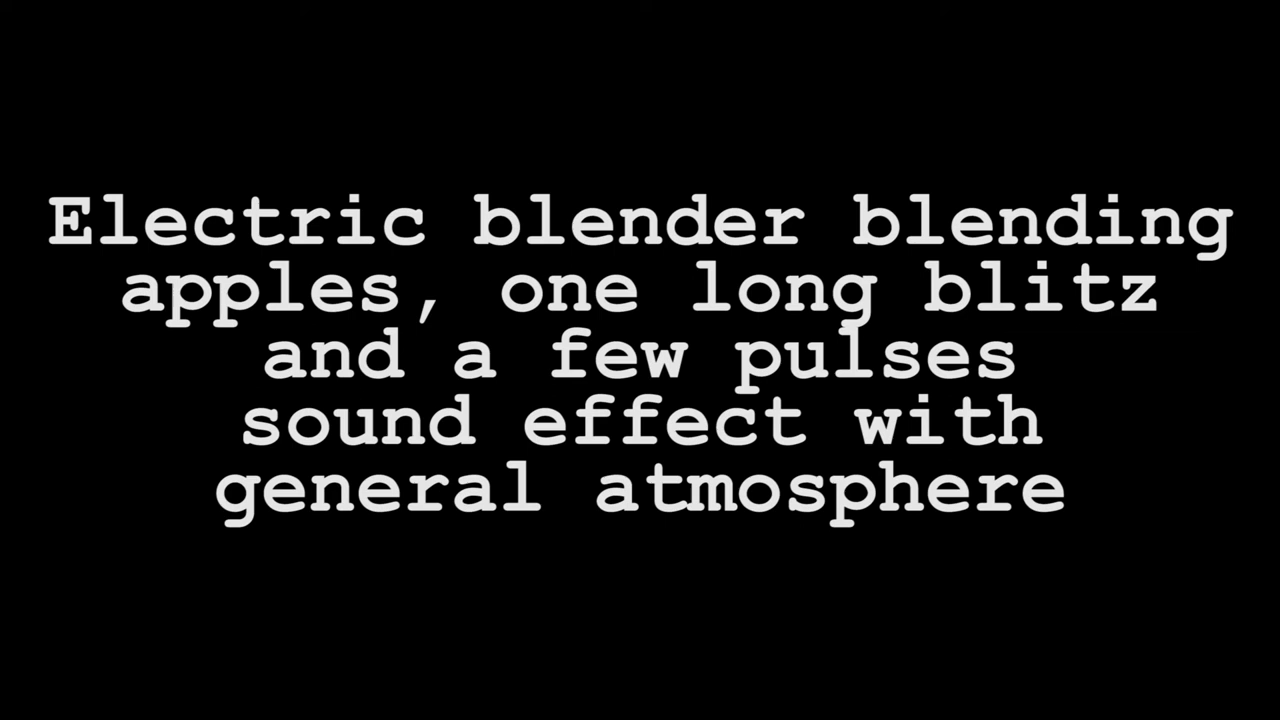 Electric blender blending
apples, one long blitz
and a few pulses
sound effect with
general atmosphere